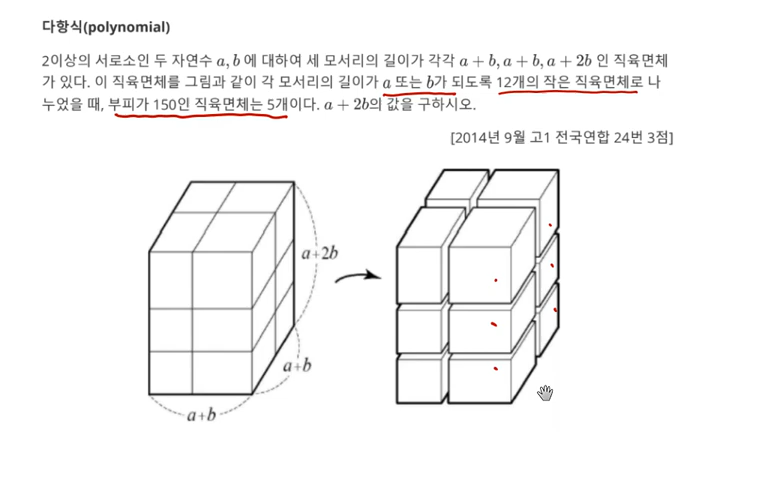 다항식(polynomial)
2이상의 서로소인 두 자연수 a, b에 대하여 세 모서리의 길이가 각각 a + b, a + b, a + 2b 인 직육면체
가 있다. 이 직육면체를 그림과 같이 각 모서리의 길이가 a 또는 b가 되도록 12개의 작은 직육면체로 나
누었을 때, 부피가 150인 직육면체는 5개이다. a + 2b의 값을 구하시오.
[2014년 9월 고1 전국연합 24번 3점]
a+2b
a+b
a+b